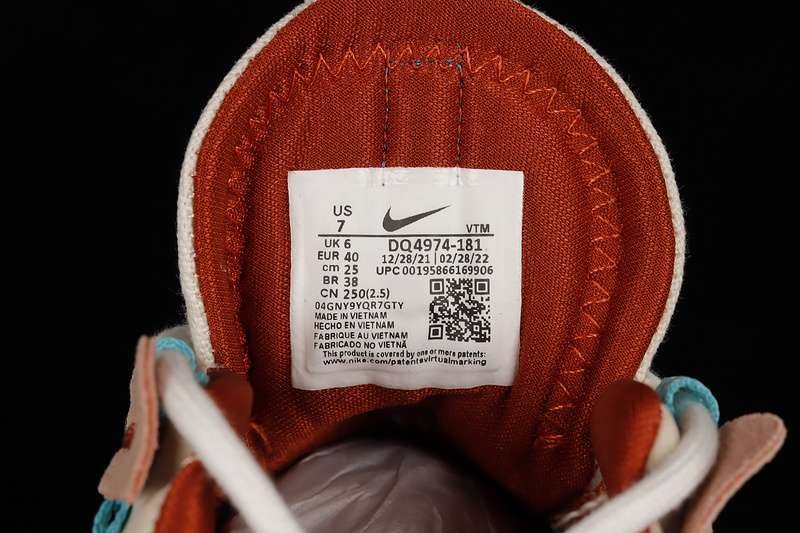 US
7
VTM
UK 6
EUR 40
cm 25
BR 38
CN 250(2.5)
DQ4974-181
12/28/21 | 02/28/22
UPC 00195866169906
04GNY9YQR7GTY
MADE IN VIETNAM
HECHO EN VIETNAM
FABRIQUE AU VIETNAM
FABRICADO NO VIETNÃ
This product is covered by one or more patents:
www.nike.com/patentsvirtualmarking